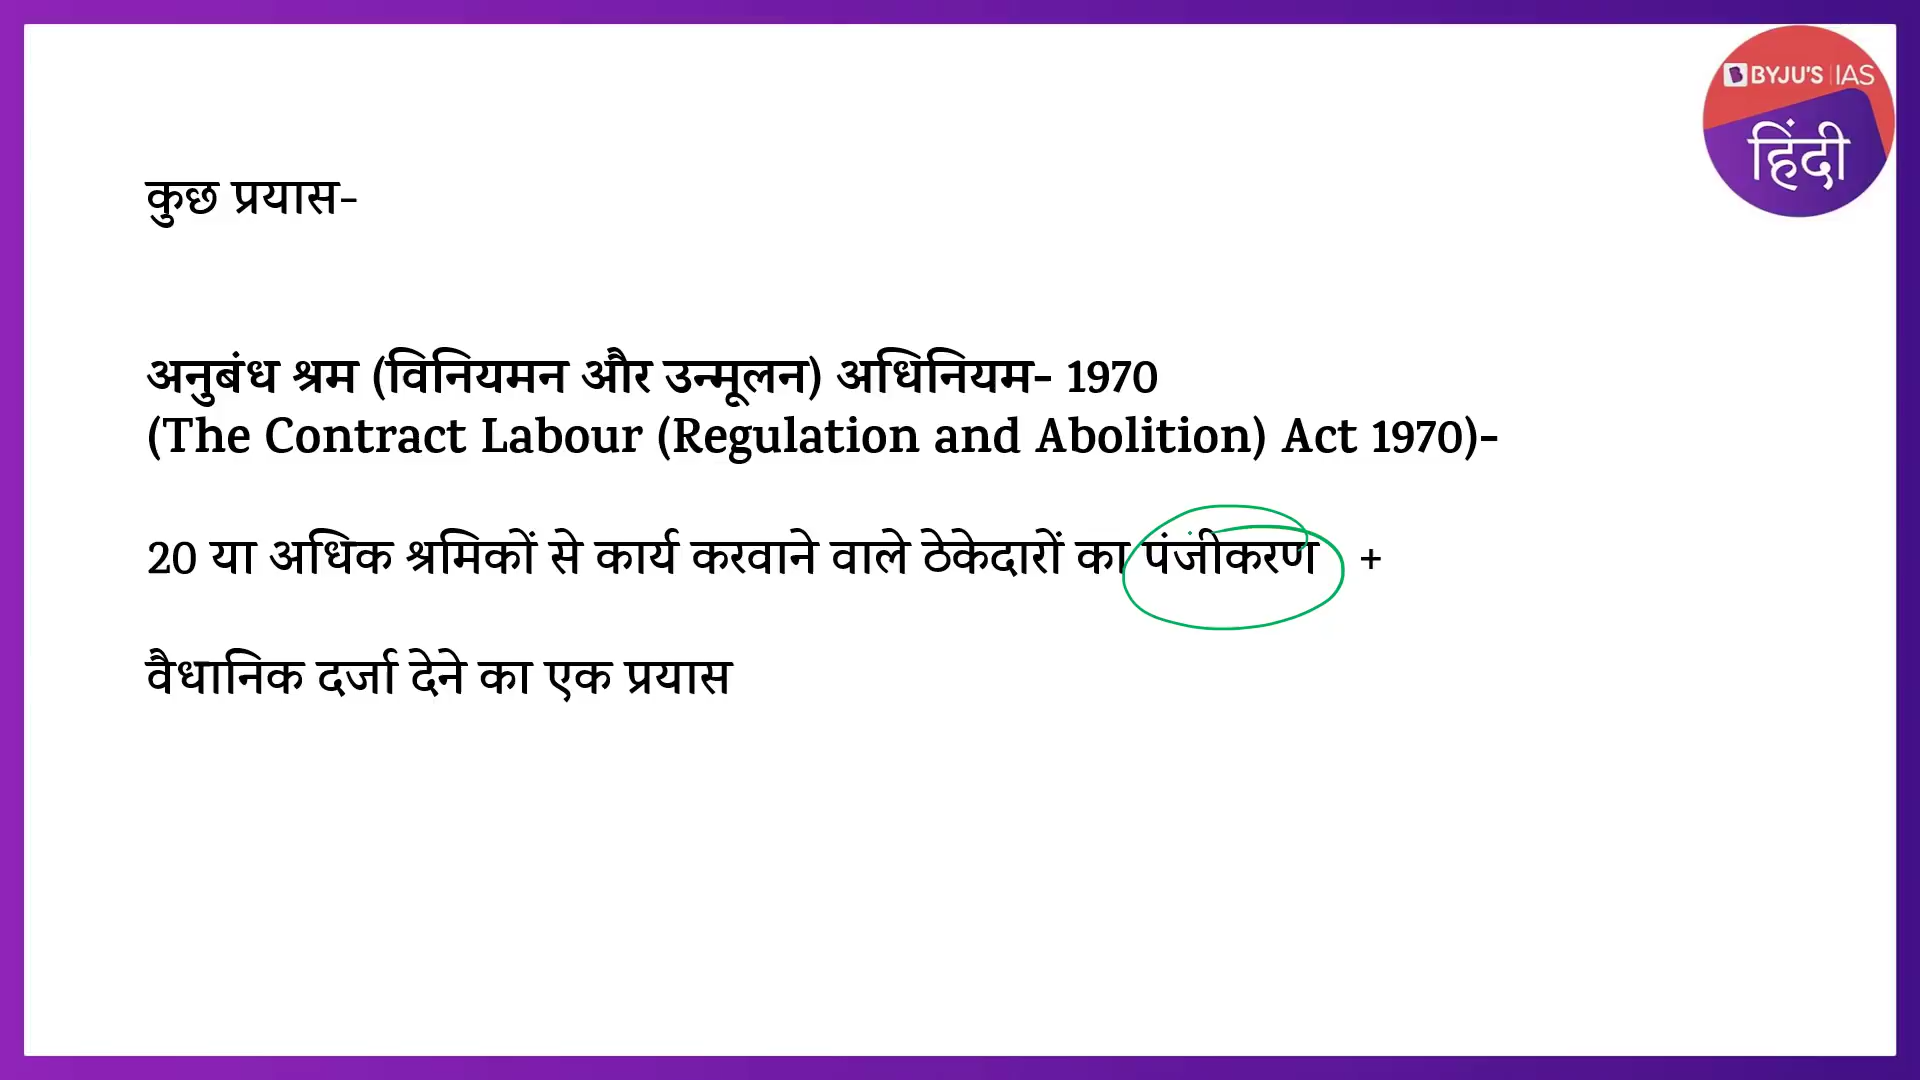 BYJU'S IAS
हिंदी
कुछ प्रयास-
अनुबंध श्रम (विनियमन और उन्मूलन) अधिनियम- 1970
(The Contract Labour (Regulation and Abolition) Act 1970)-
20 या अधिक श्रमिकों से कार्य करवाने वाले ठेकेदारों का पंजीकरण +
वैधानिक दर्जा देने का एक प्रयास